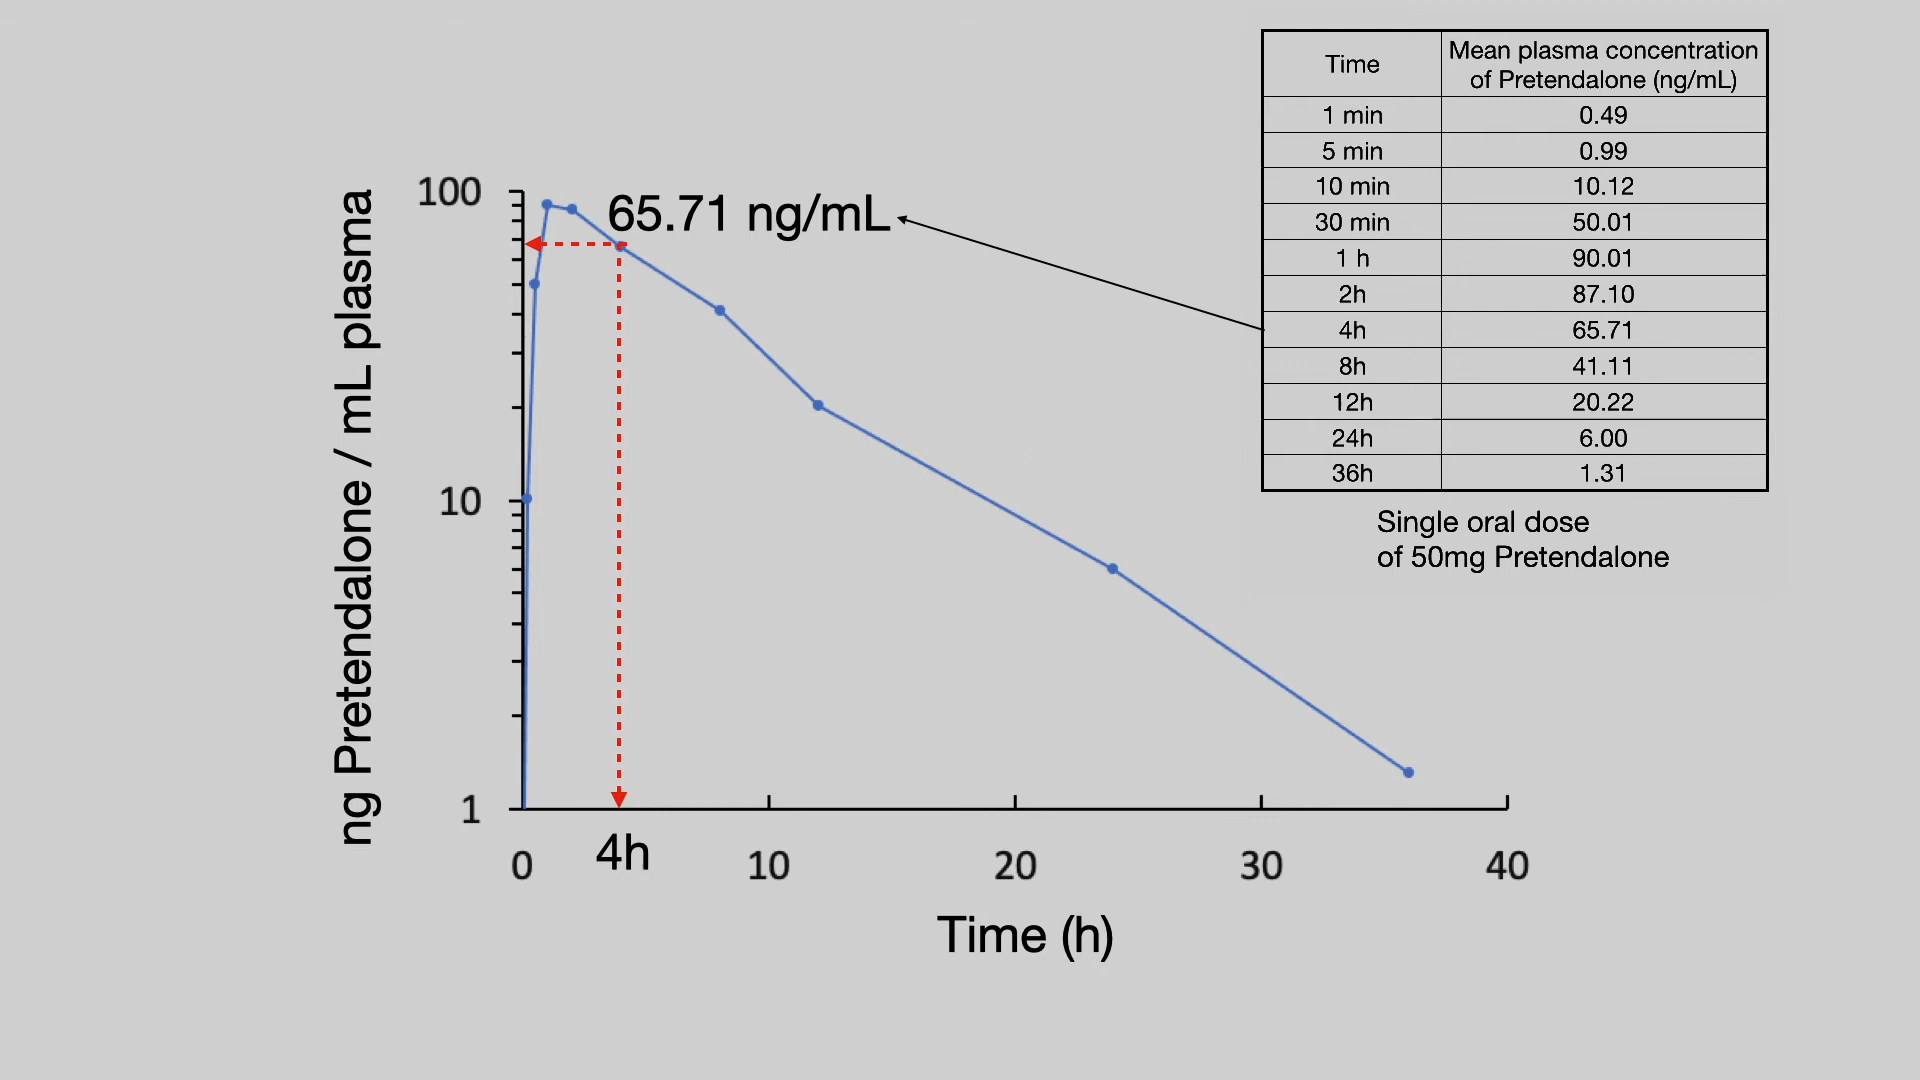 Time
Mean plasma concentration
of Pretendalone (ng/mL)
1 min 0.49
5 min 0.99
10 min 10.12
30 min 50.01
1 h 90.01
2h 87.10
4h 65.71
8h 41.11
12h 20.22
24h 6.00
36h 1.31
Single oral dose
of 50mg Pretendalone
ng Pretendalone / mL plasma
100
10
1
65.71 ng/mL
4h
0 10 20 30 40
Time (h)